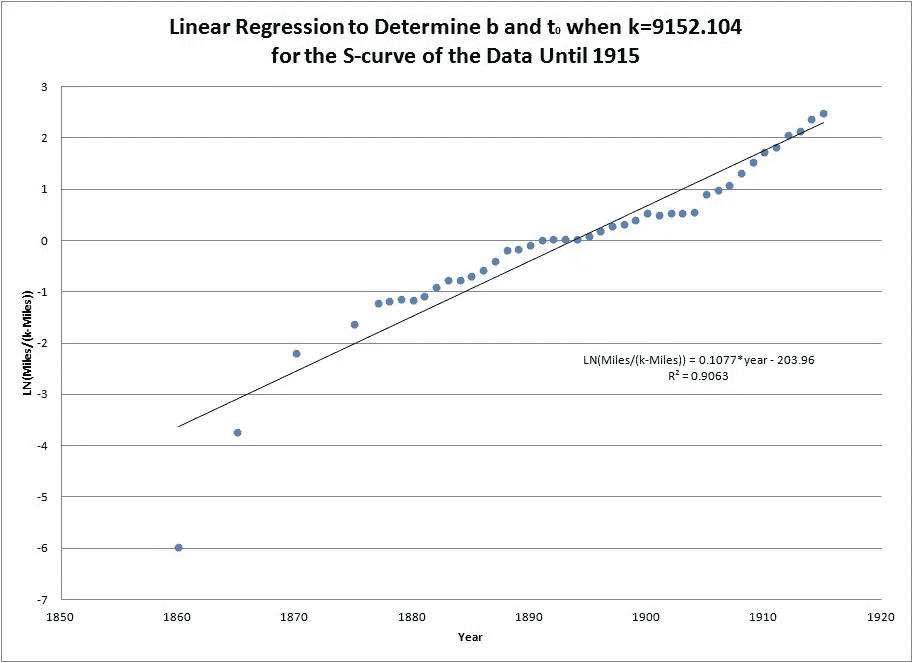 Linear Regression to Determine b and t₀ when k=9152.104
for the S-curve of the Data Until 1915
3
2
1
0
-1
-2
-3
-4
-5
-6
-7
LN(Miles/(k-Miles))
LN(Miles/(k-Miles)) = 0.1077*year - 203.96
R² = 0.9063
1850 1860 1870 1880 1890 1900 1910 1920
Year